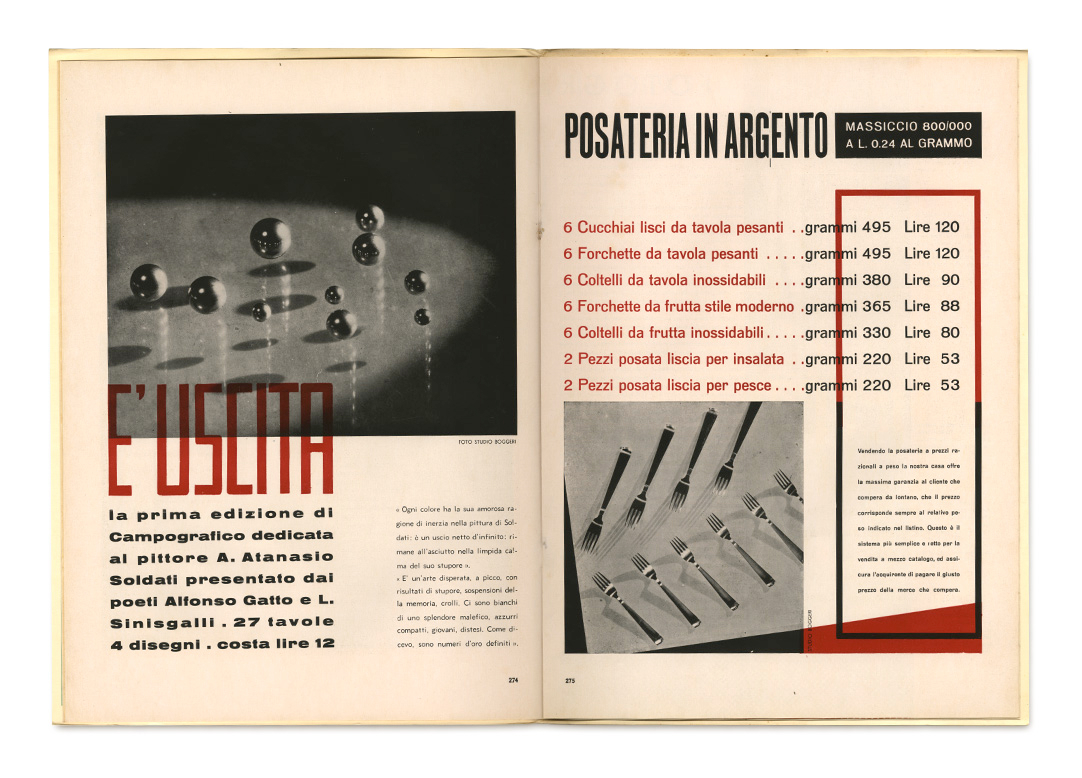 FOTO STUDIO BOGGERI
E' USCITA
la prima edizione di
Campografico dedicata
al pittore A. Atanasio
Soldati presentato dai
poeti Alfonso Gatto e L.
Sinisgalli . 27 tavole
4 disegni . costa lire 12
« Ogni colore ha la sua amorosa ra-
gione di inerzia nella pittura di Sol-
dati: è un uscio netto d'infinito: ri-
mane all'asciutto nella limpida cal-
ma del suo stupore ».
« E' un'arte disperata, a picco, con
risultati di stupore, sospensioni del-
la memoria, crolli. Ci sono bianchi
di uno splendore malefico, azzurri
compatti, giovani, distesi. Come di-
cevo, sono numeri d'oro definiti ».
274
POSATERIA IN ARGENTO
MASSICCIO 800/000
A L. 0.24 AL GRAMMO
6 Cucchiai lisci da tavola pesanti . .grammi 495 Lire 120
6 Forchette da tavola pesanti . . . . .grammi 495 Lire 120
6 Coltelli da tavola inossidabili . . . .grammi 380 Lire 90
6 Forchette da frutta stile moderno .grammi 365 Lire 88
6 Coltelli da frutta inossidabili . . . . .grammi 330 Lire 80
2 Pezzi posata liscia per insalata . .grammi 220 Lire 53
2 Pezzi posata liscia per pesce . . . .grammi 220 Lire 53
Vendendo la posateria a prezzi ra-
zionali a peso la nostra casa offre
la massima garanzia al cliente che
compera da lontano, che il prezzo
corrisponde sempre al relativo pe-
so indicato nel listino. Questo è il
sistema più semplice e retto per la
vendita a mezzo catalogo, ed assi-
cura l'acquirente di pagare il giusto
prezzo della merce che compera.
STUDIO BOGGERI
275